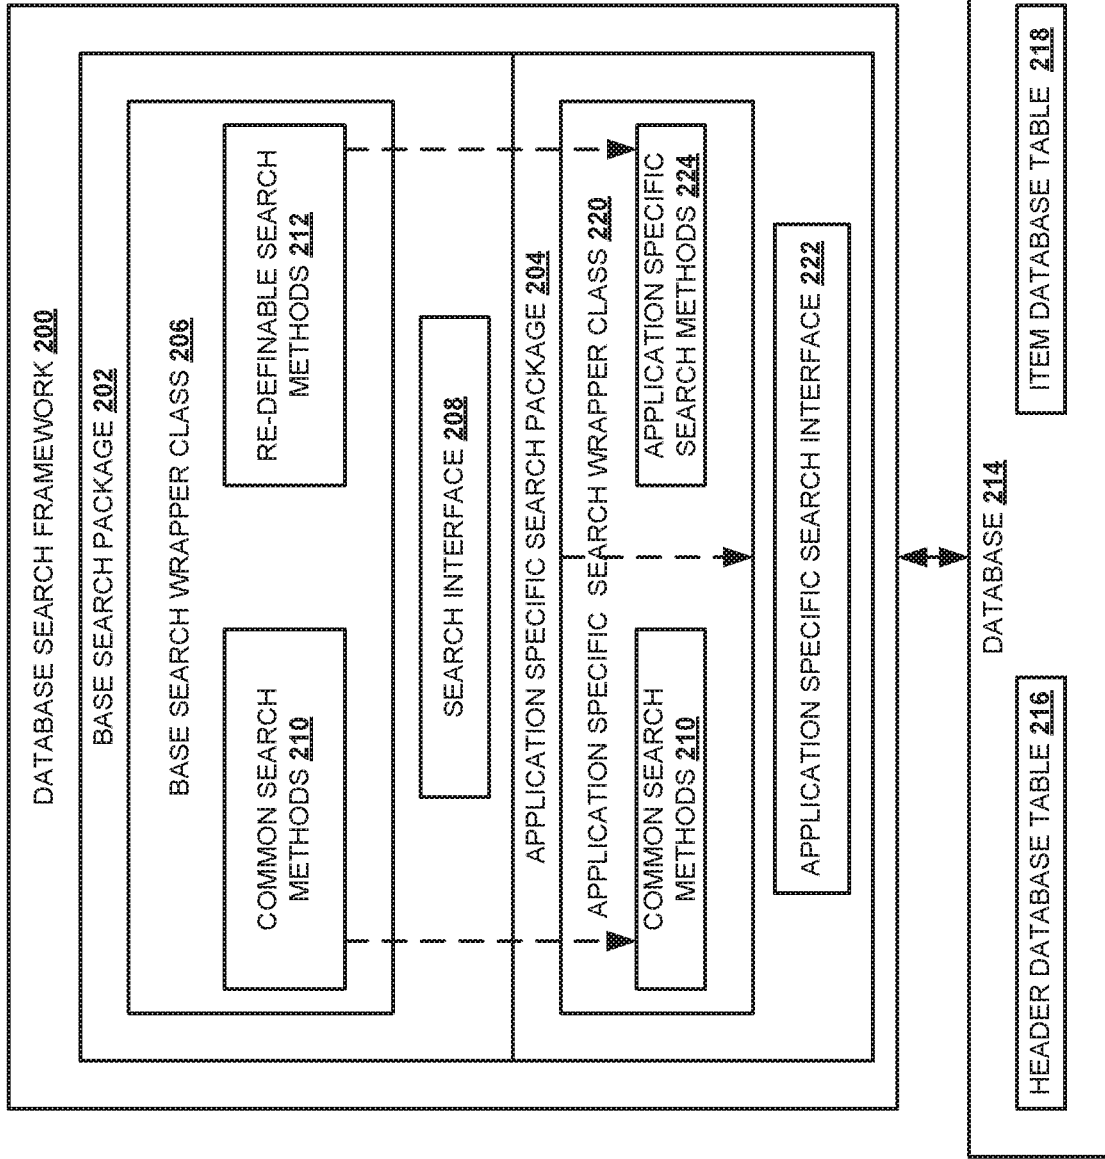 DATABASE SEARCH FRAMEWORK 200
BASE SEARCH PACKAGE 202
BASE SEARCH WRAPPER CLASS 206
COMMON SEARCH
METHODS 210
RE-DEFINABLE SEARCH
METHODS 212
SEARCH INTERFACE 208
APPLICATION SPECIFIC SEARCH PACKAGE 204
APPLICATION SPECIFIC SEARCH WRAPPER CLASS 220
COMMON SEARCH
METHODS 210
APPLICATION SPECIFIC
SEARCH METHODS 224
APPLICATION SPECIFIC SEARCH INTERFACE 222
DATABASE 214
HEADER DATABASE TABLE 216
ITEM DATABASE TABLE 218